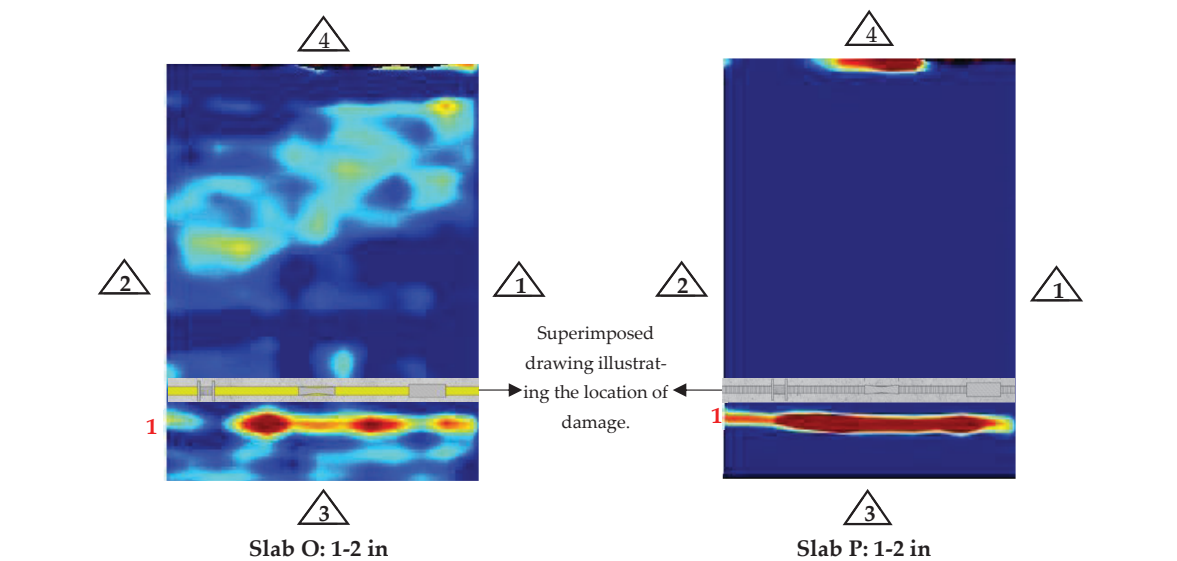 4
4
2
1
2
1
Superimposed
drawing illustrat-
ing the location of
damage.
1
1
3
3
Slab O: 1-2 in
Slab P: 1-2 in